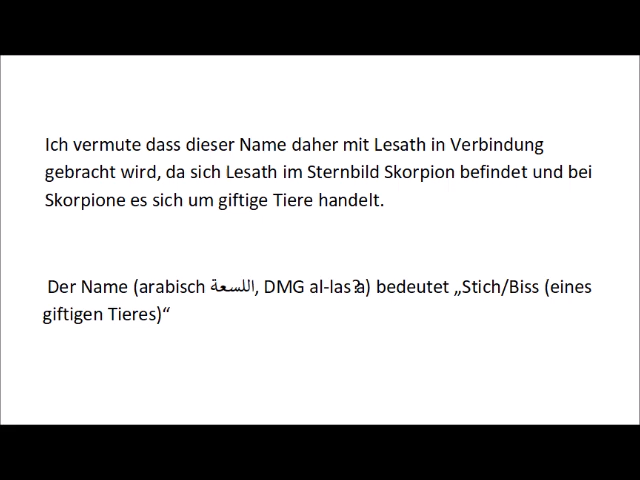 Ich vermute dass dieser Name daher mit Lesath in Verbindung
gebracht wird, da sich Lesath im Sternbild Skorpion befindet und bei
Skorpione es sich um giftige Tiere handelt.
Der Name (arabisch اللسعة, DMG al-las?a) bedeutet „Stich/Biss (eines
giftigen Tieres)“